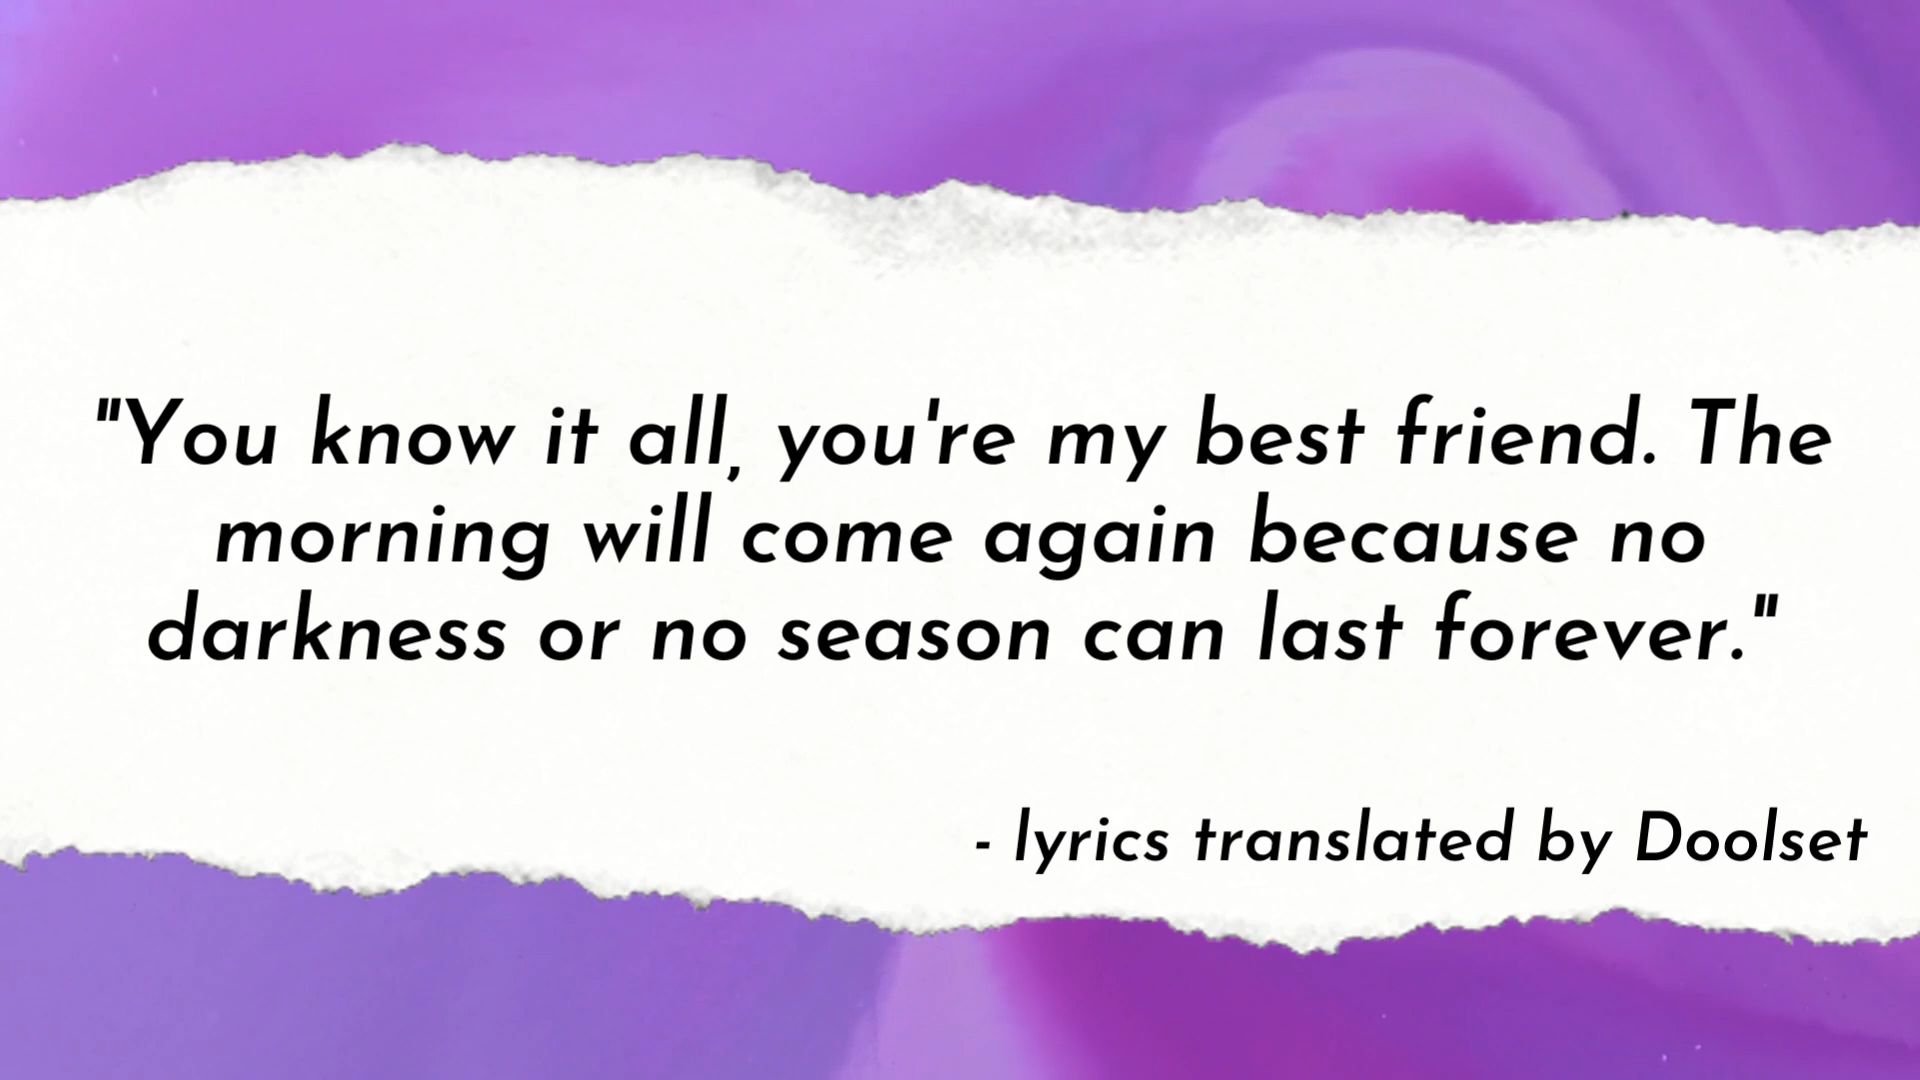 "You know it all, you're my best friend. The
morning will come again because no
darkness or no season can last forever."
- lyrics translated by Doolset